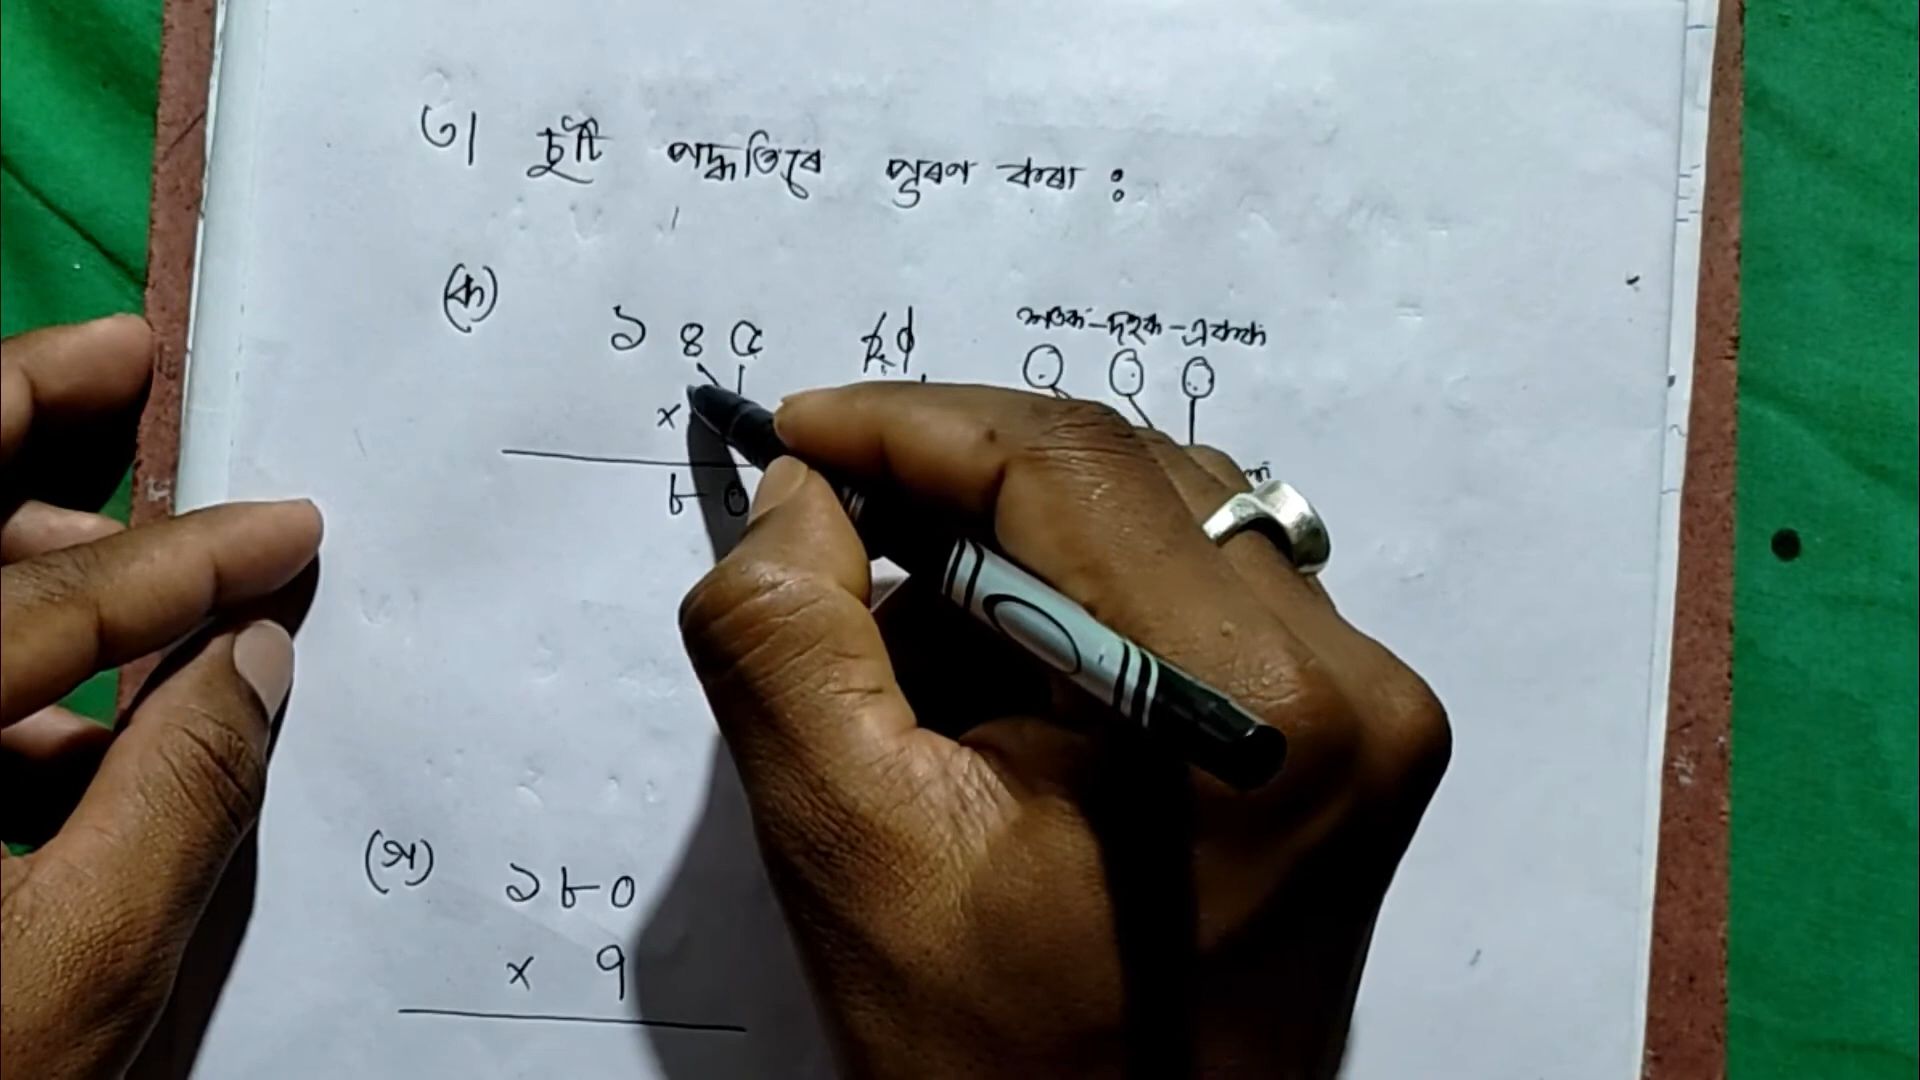 ৩। চুটি পদ্ধতিৰে পূৰণ কৰা :
(ক)
১ ৪ ৫
শতক - দহক - একক
×
৮ ০
(খ) ১৮০
× ৭